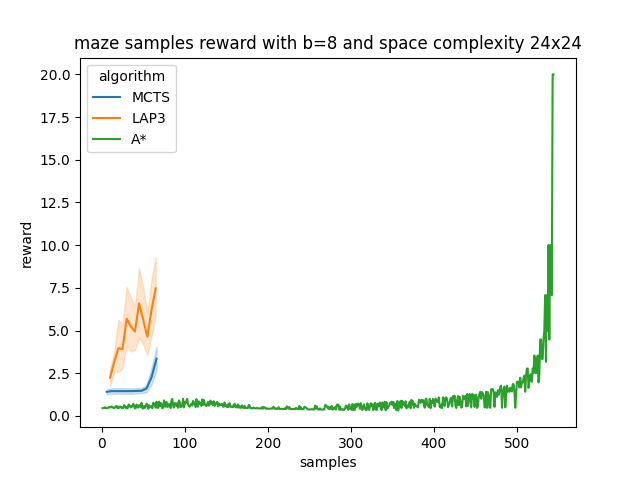 maze samples reward with b=8 and space complexity 24x24
algorithm
MCTS
LAP3
A*
reward
20.0
17.5
15.0
12.5
10.0
7.5
5.0
2.5
0.0
0 100 200 300 400 500
samples